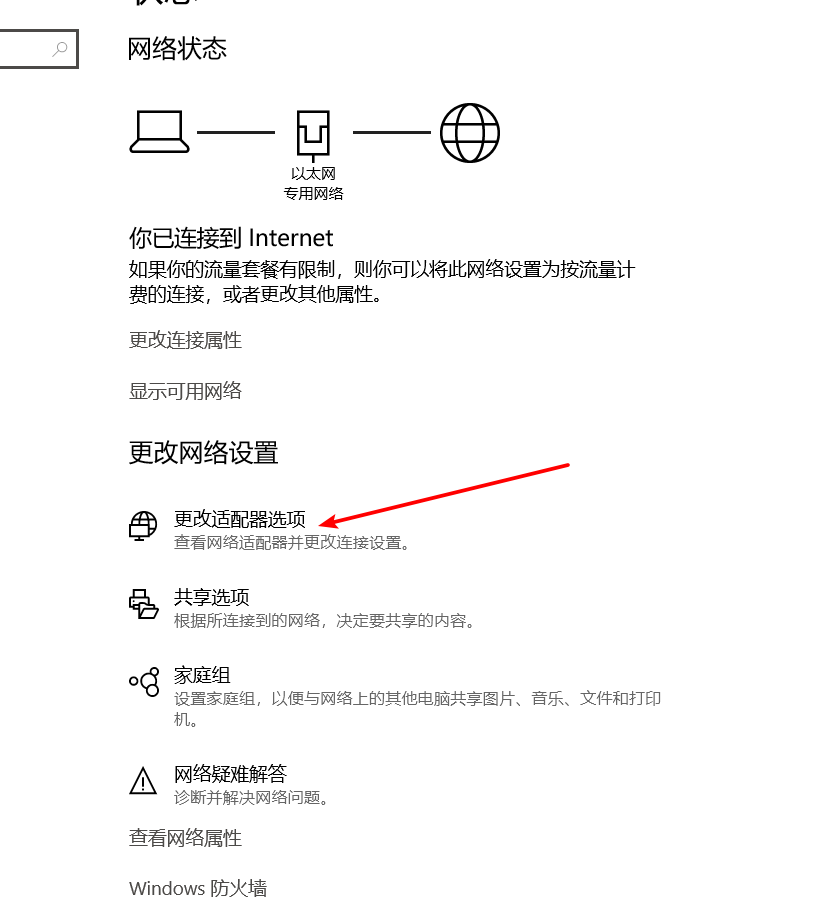 网络状态
以太网
专用网络
你已连接到 Internet
如果你的流量套餐有限制，则你可以将此网络设置为按流量计
费的连接，或者更改其他属性。
更改连接属性
显示可用网络
更改网络设置
更改适配器选项
查看网络适配器并更改连接设置。
共享选项
根据所连接到的网络，决定要共享的内容。
家庭组
设置家庭组，以便与网络上的其他电脑共享图片、音乐、文件和打印
机。
网络疑难解答
诊断并解决网络问题。
查看网络属性
Windows 防火墙